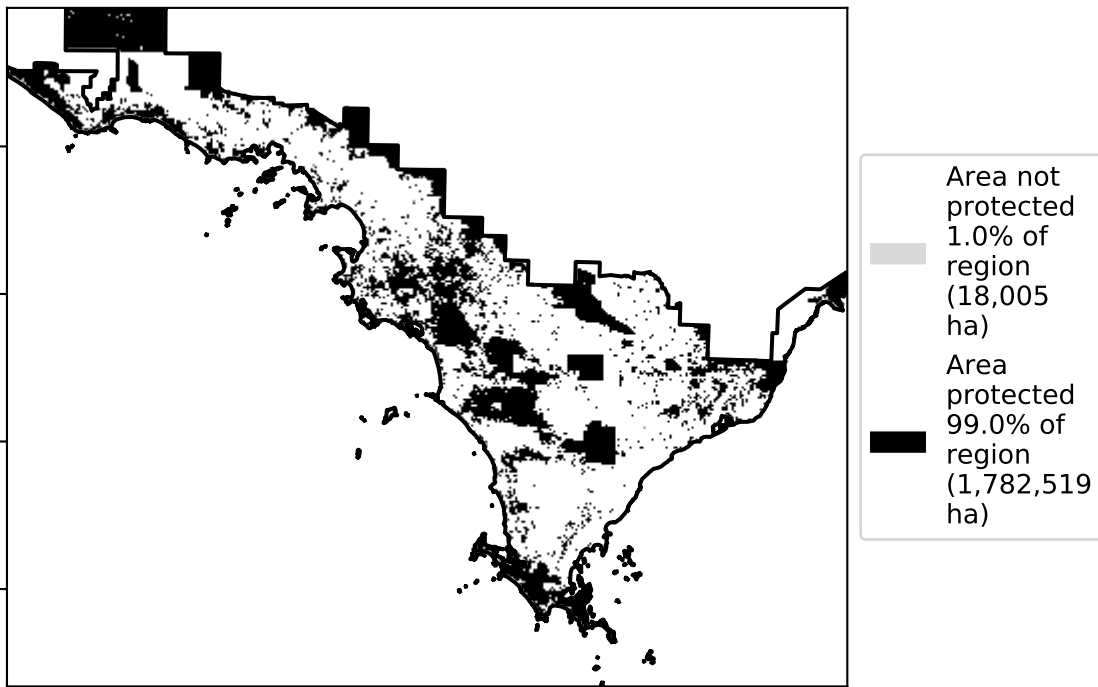 Area not
protected
1.0% of
region
(18,005
ha)
Area
protected
99.0% of
region
(1,782,519
ha)